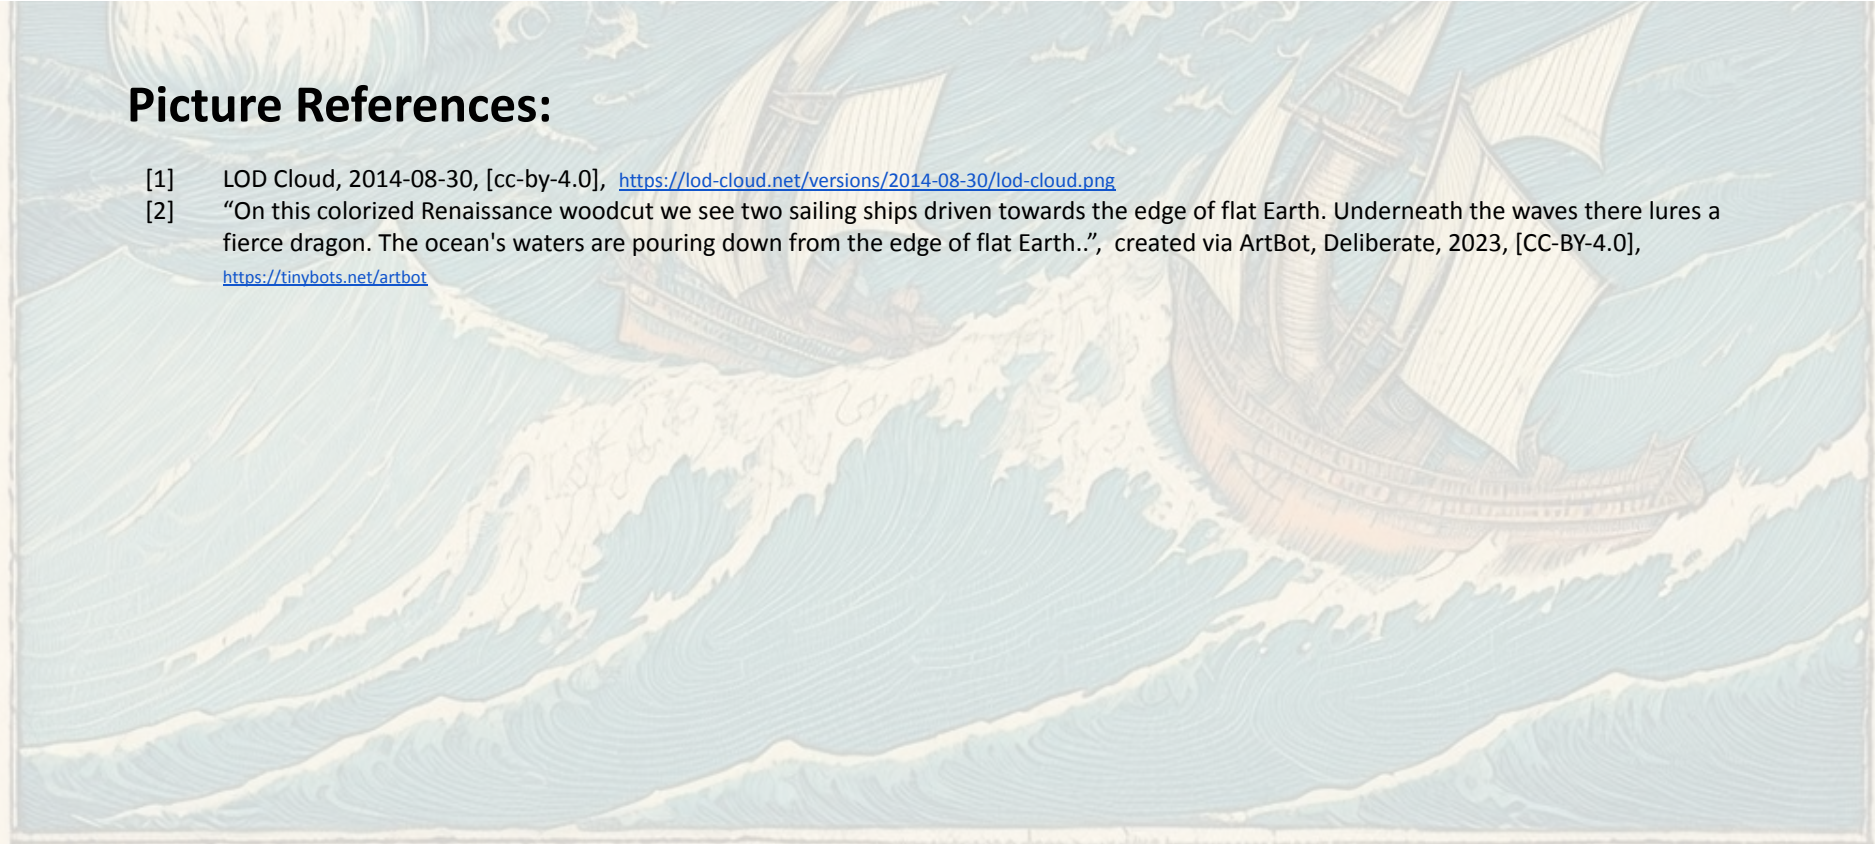 Picture References:
[1] LOD Cloud, 2014-08-30, [cc-by-4.0], https://lod-cloud.net/versions/2014-08-30/lod-cloud.png
[2] “On this colorized Renaissance woodcut we see two sailing ships driven towards the edge of flat Earth. Underneath the waves there lures a
fierce dragon. The ocean's waters are pouring down from the edge of flat Earth..”, created via ArtBot, Deliberate, 2023, [CC-BY-4.0],
https://tinybots.net/artbot